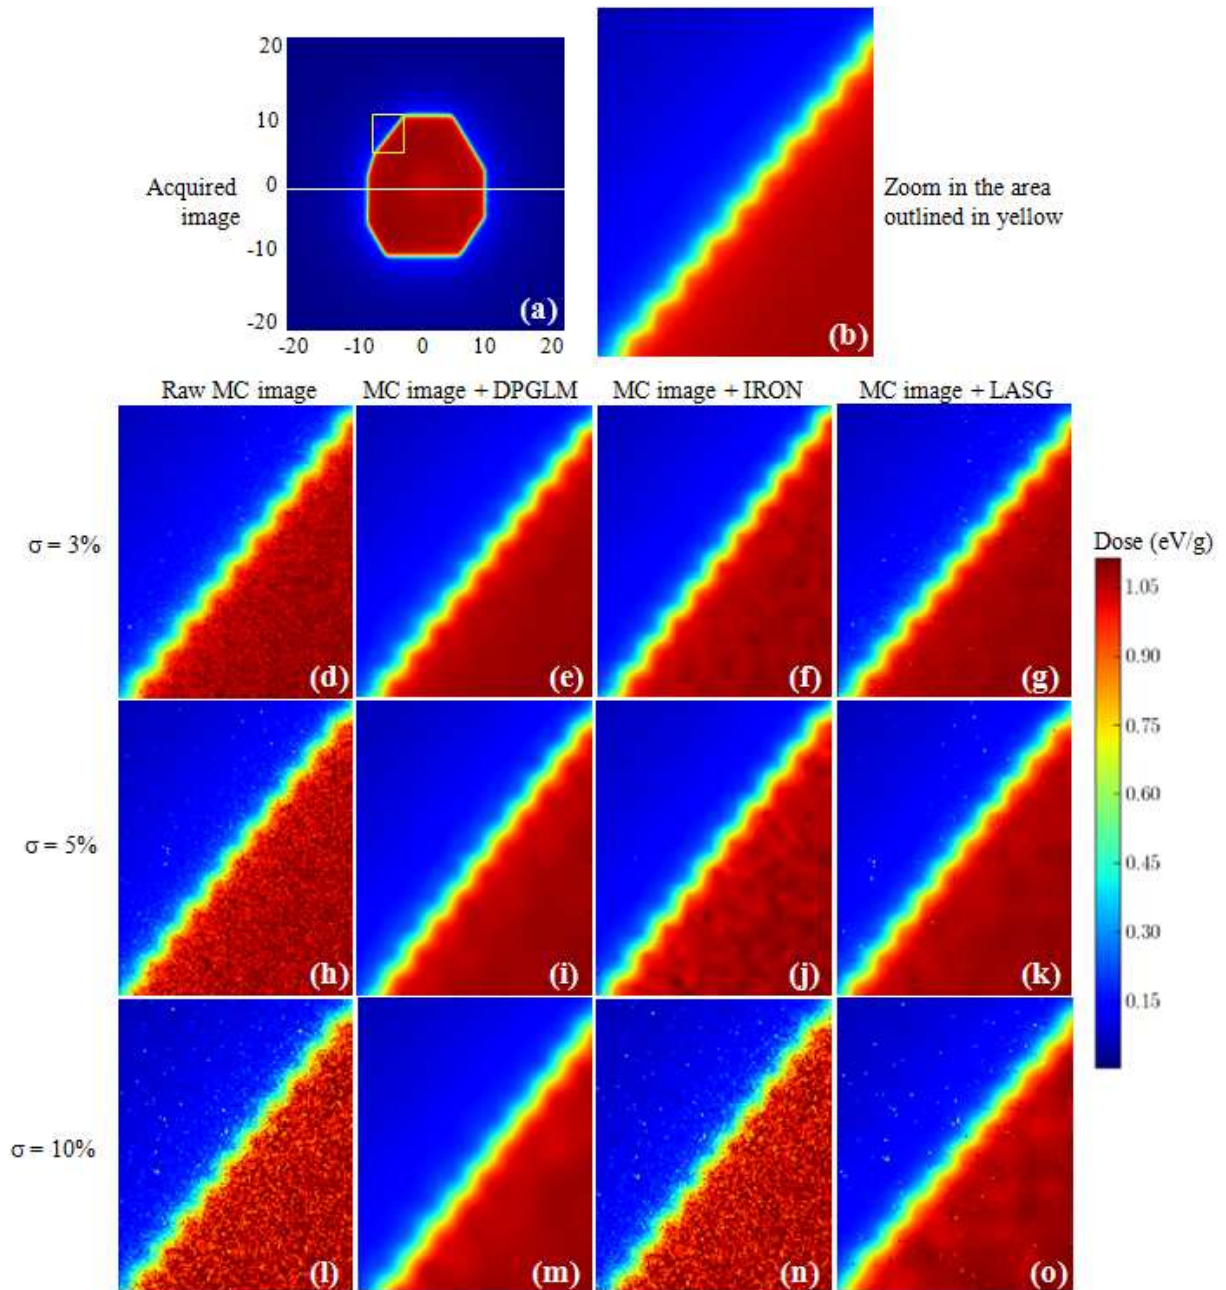 20
10
0
-10
-20
-20 -10 0 10 20
Acquired
image
(a)
(b)
Zoom in the area
outlined in yellow
Raw MC image
MC image + DPGLM
MC image + IRON
MC image + LASG
σ = 3%
(d)
(e)
(f)
(g)
σ = 5%
(h)
(i)
(j)
(k)
σ = 10%
(l)
(m)
(n)
(o)
Dose (eV/g)
1.05
0.90
0.75
0.60
0.45
0.30
0.15